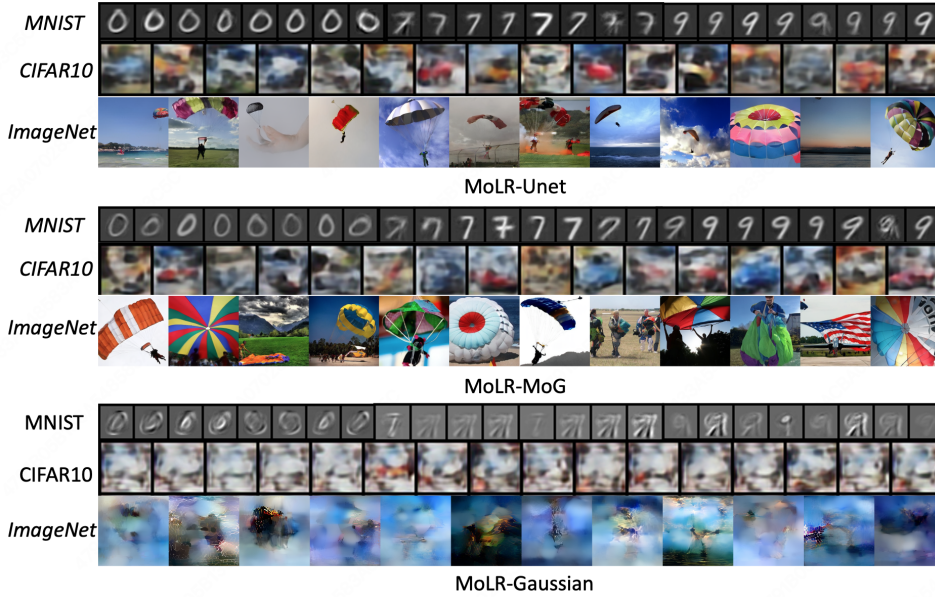 MNIST
CIFAR10
ImageNet
MoLR-Unet
MNIST
CIFAR10
ImageNet
MoLR-MoG
MNIST
CIFAR10
ImageNet
MoLR-Gaussian